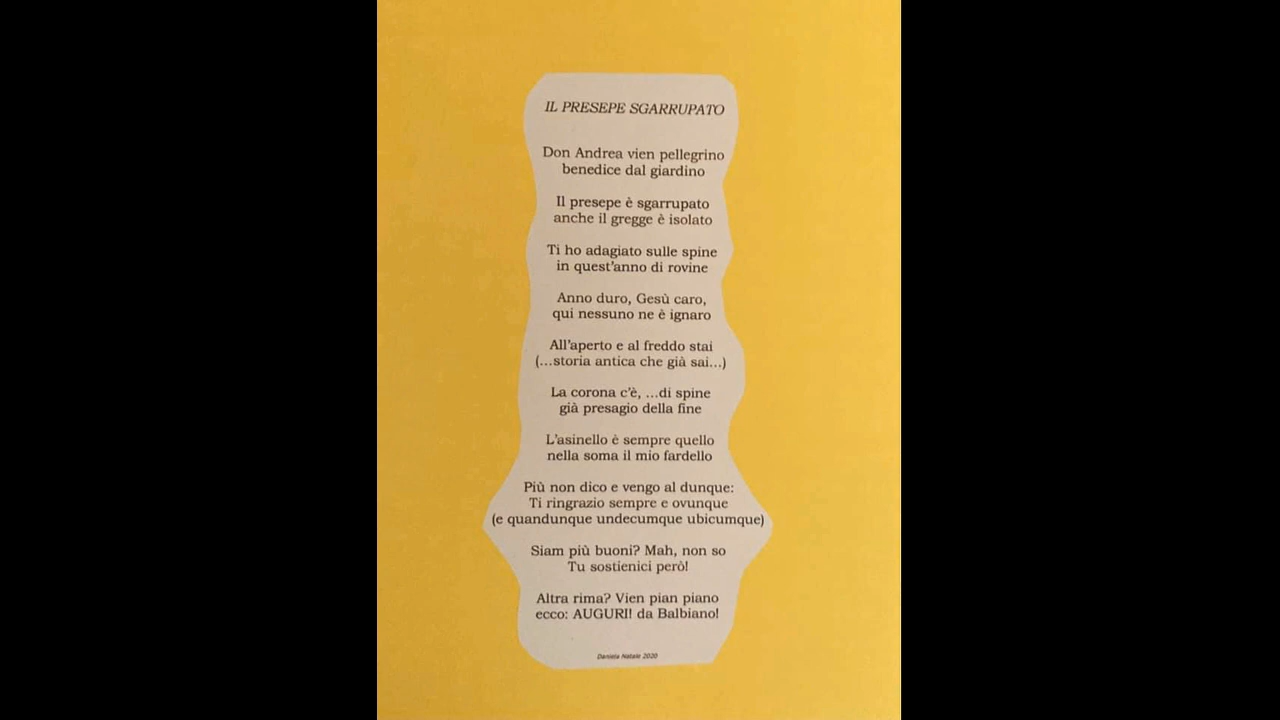 IL PRESEPE SGARRUPATO
Don Andrea vien pellegrino
benedice dal giardino
Il presepe è sgarrupato
anche il gregge è isolato
Ti ho adagiato sulle spine
in quest'anno di rovine
Anno duro, Gesù caro,
qui nessuno ne è ignaro
All'aperto e al freddo stai
(...storia antica che già sai...)
La corona c'è, ...di spine
già presagio della fine
L'asinello è sempre quello
nella soma il mio fardello
Più non dico e vengo al dunque:
Ti ringrazio sempre e ovunque
(e quandunque undecumque ubicumque)
Siam più buoni? Mah, non so
Tu sostienici però!
Altra rima? Vien pian piano
ecco: AUGURI! da Balbiano!
Daniela Natale 2020